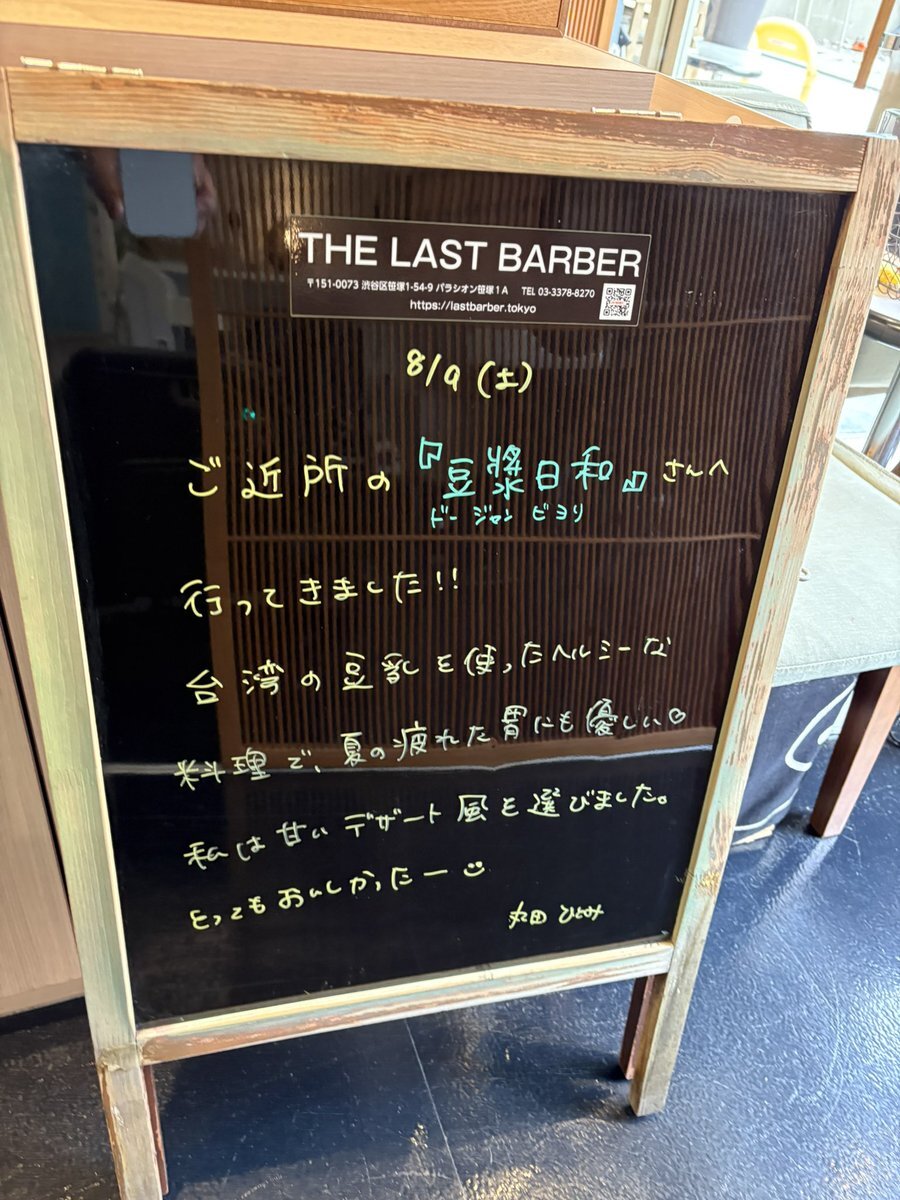 THE LAST BARBER
〒151-0073 渋谷区笹塚1-54-9 パラシオン笹塚1A TEL 03-3378-8270
https://lastbarber.tokyo
8/9 (土)
ご近所の『豆漿日和』さんへ
ドージャンビヨリ
行ってきました!!
台湾の豆乳を使ったヘルシーな
料理で、夏の疲れた胃にも優しい♡
私は甘いデザート風を選びました。
とってもおいしかったー☺
丸田 ひとみ